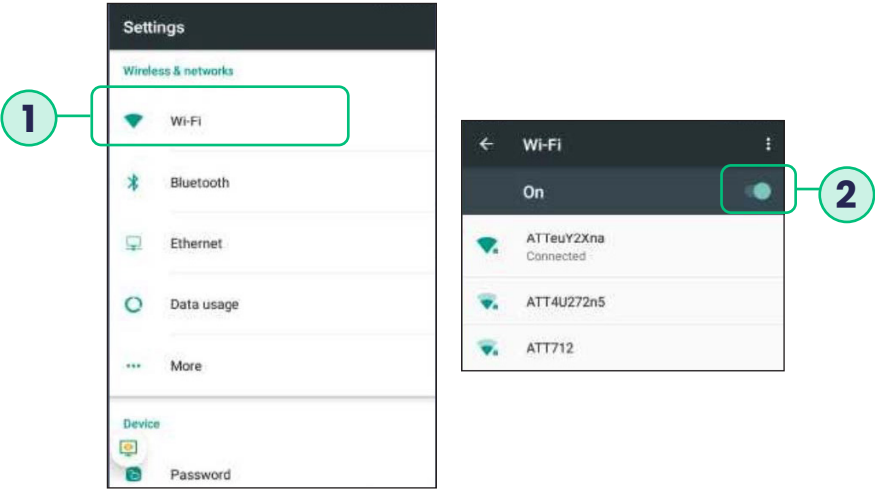 Settings
Wireless & networks
1
Wi-Fi
Bluetooth
Ethernet
Data usage
More
Device
Password
Wi-Fi
On
2
ATTeuY2Xna
Connected
ATT4U272n5
ATT712